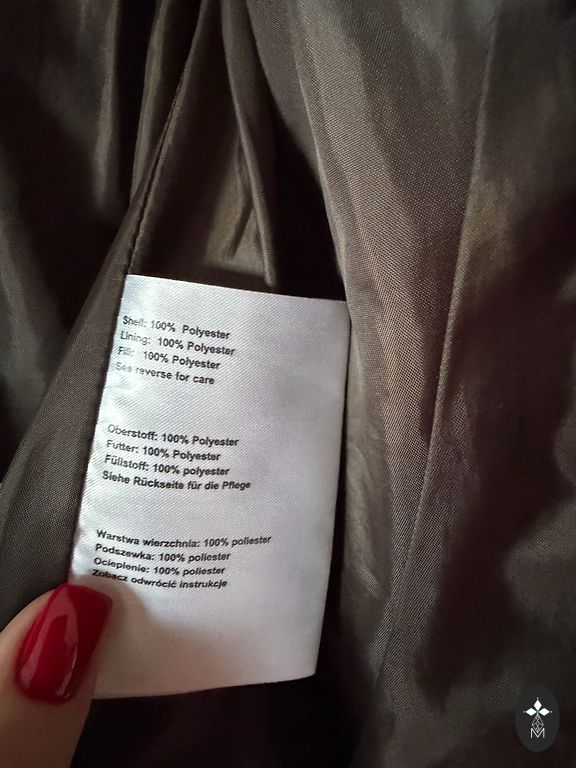 Shell: 100% Polyester
Lining: 100% Polyester
Fill: 100% Polyester
See reverse for care
Oberstoff: 100% Polyester
Futter: 100% Polyester
Füllstoff: 100% polyester
Siehe Rückseite für die Pflege
Warstwa wierzchnia: 100% poliester
Podszewka: 100% poliester
Ocieplenie: 100% poliester
Zobacz odwrócić instrukcje
M